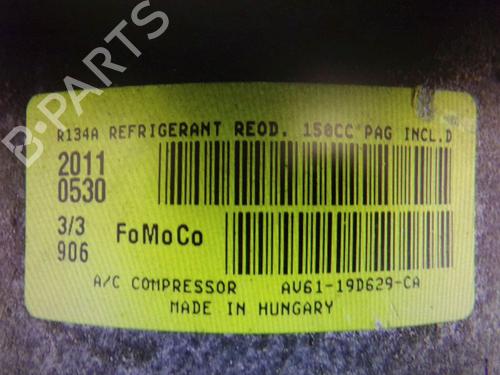 B-PARTS
R134A REFRIGERANT REQD. 150CC PAG INCL.D
2011
0530
3/3
906
FoMoCo
A/C COMPRESSOR AV61-19D629-CA
MADE IN HUNGARY